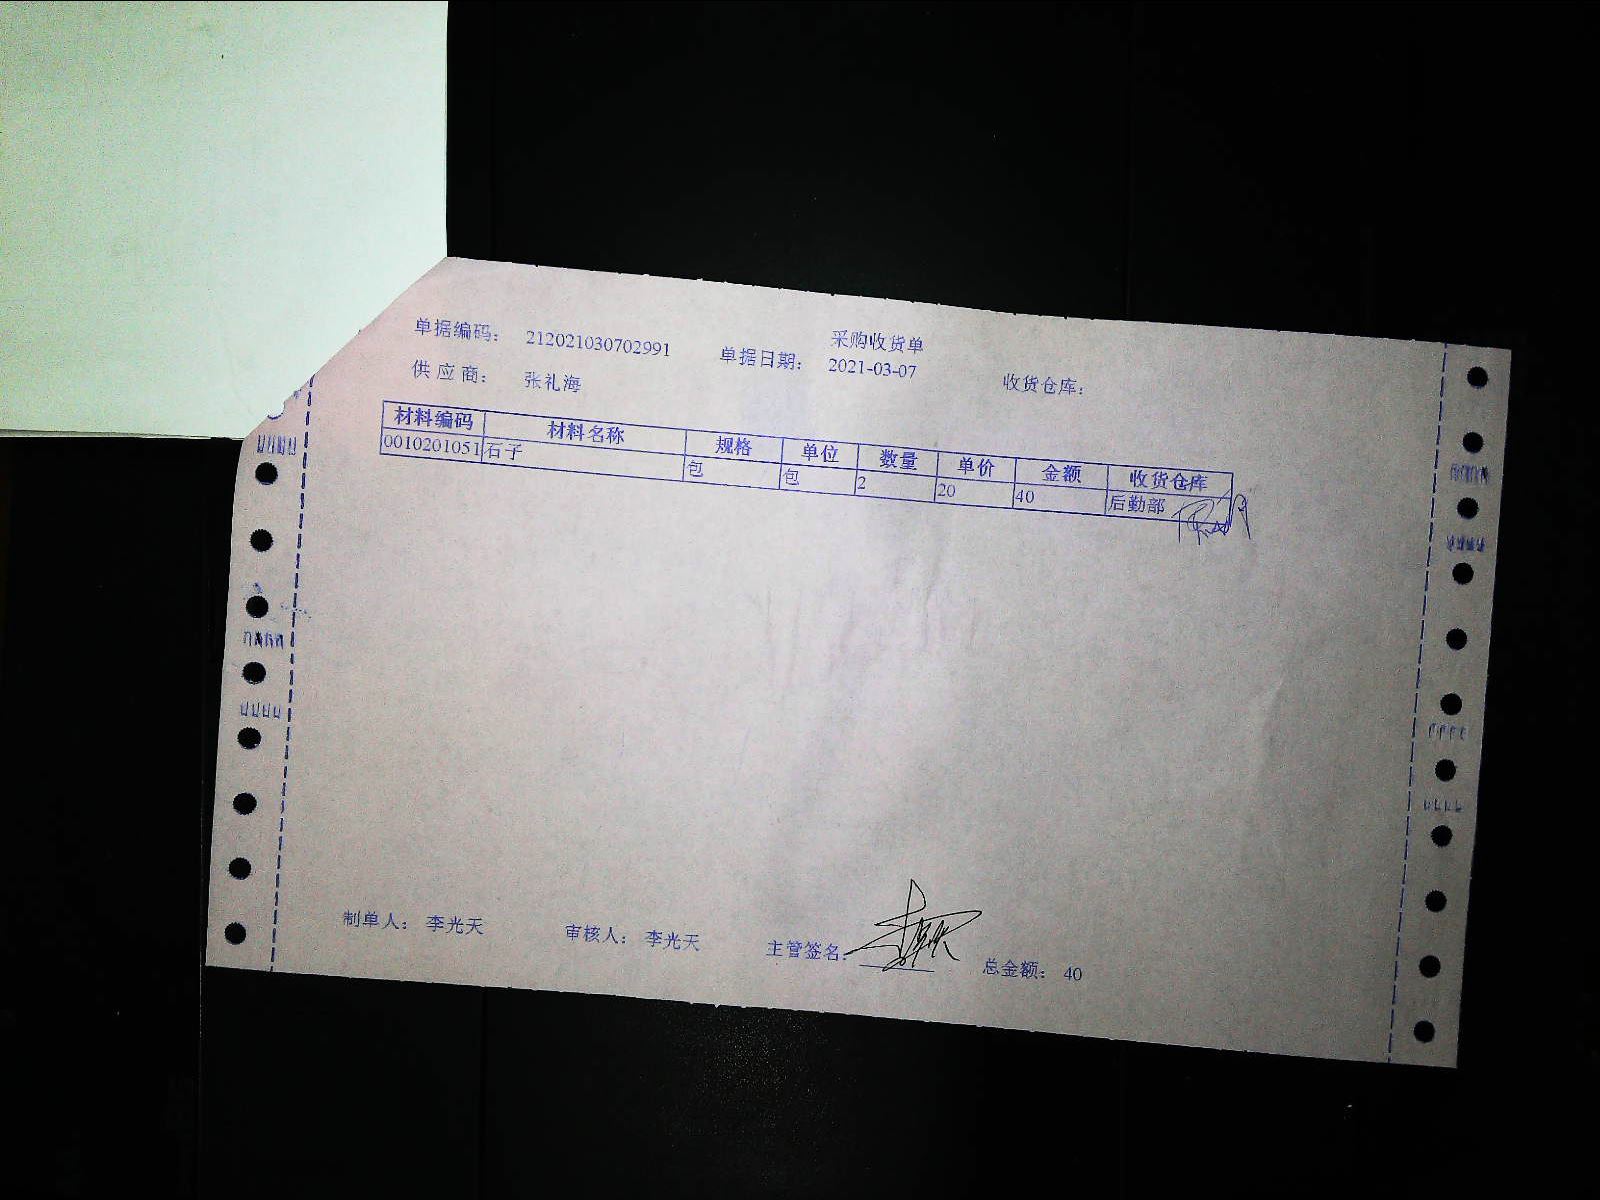 采购收货单
单据编码： 212021030702991 单据日期： 2021-03-07 收货仓库：
供 应 商： 张礼海
材料编码 材料名称 规格 单位 数量 单价 金额 收货仓库
0010201051 石子 包 包 2 20 40 后勤部
制单人： 李光天 审核人： 李光天 主管签名： 总金额： 40